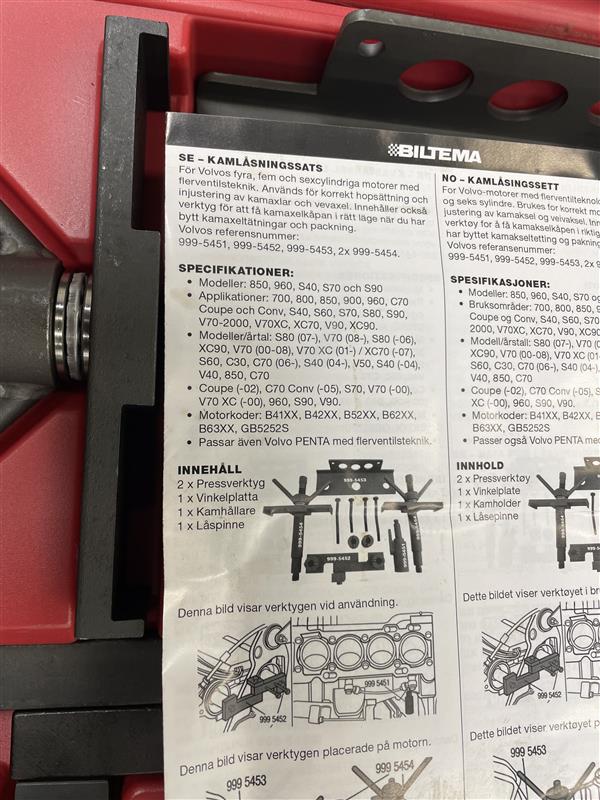 BILTEMA
SE – KAMLÅSNINGSSATS
För Volvos fyra, fem och sexcylindriga motorer med
flerventilsteknik. Används för korrekt hopsättning och
injustering av kamaxlar och vevaxel. Innehåller också
verktyg för att få kamaxelkåpan i rätt läge när du har
bytt kamaxeltätningar och packning.
Volvos referensnummer:
999-5451, 999-5452, 999-5453, 2x 999-5454.
SPECIFIKATIONER:
• Modeller: 850, 960, S40, S70 och S90
• Applikationer: 700, 800, 850, 900, 960, C70
Coupe och Conv, S40, S60, S70, S80, S90,
V70-2000, V70XC, XC70, V90, XC90.
• Modeller/årtal: S80 (07-), V70 (08-), S80 (-06),
XC90, V70 (00-08), V70 XC (01-) / XC70 (-07),
S60, C30, C70 (06-), S40 (04-), V50, S40 (-04),
V40, 850, C70
• Coupe (-02), C70 Conv (-05), S70, V70 (-00),
V70 XC (-00), 960, S90, V90.
• Motorkoder: B41XX, B42XX, B52XX, B62XX,
B63XX, GB5252S
• Passar även Volvo PENTA med flerventilsteknik.
INNEHÅLL
2 x Pressverktyg
1 x Vinkelplatta
1 x Kamhållare
1 x Låspinne
999-5453
999-5454
999-5454
999-5451
999-5452
Denna bild visar verktygen vid användning.
999 5452
999 5451
Denna bild visar verktygen placerade på motorn.
999 5453
999 5454
NO – KAMLÅSINGSSETT
For Volvo-motorer med flerventilteknol
og seks sylindre. Brukes for korrekt mo
justering av kamaksel og veivaksel. Inn
verktøy for å få kamakselkåpen i riktig
har byttet kamakseltetting og pakning
Volvos referansenummer:
999-5451, 999-5452, 999-5453, 2x 9
SPESIFIKASJONER:
• Modeller: 850, 960, S40, S70 og
• Bruksområder: 700, 800, 850, 9
Coupe og Conv, S40, S60, S70,
2000, V70XC, XC70, V90, XC90
• Modell/årstall: S80 (07-), V70 (0
XC90, V70 (00-08), V70 XC (01
S60, C30, C70 (06-), S40 (04-),
V40, 850, C70
• Coupe (-02), C70 Conv (-05), S
XC (-00), 960, S90, V90.
• Motorkoder: B41XX, B42XX, B
B63XX, GB5252S
• Passer også Volvo PENTA me
INNHOLD
2 x Pressverktøy
1 x Vinkelplate
1 x Kamholder
1 x Låsepinne
Dette bildet viser verktøyet i br
999 5452
Dette bildet viser verktøyet p
999 5453